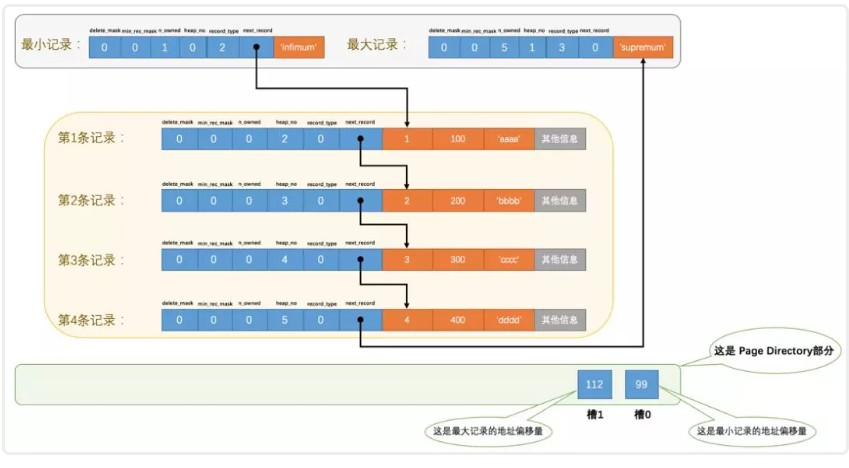 delete_mask min_rec_mask n_owned heap_no record_type next_record
delete_mask min_rec_mask n_owned heap_no record_type next_record
最小记录： 0 0 1 0 2 'infimum'
最大记录： 0 0 5 1 3 0 'supremum'
delete_mask min_rec_mask n_owned heap_no record_type next_record
第1条记录： 0 0 0 2 0 1 100 'aaaa' 其他信息
delete_mask min_rec_mask n_owned heap_no record_type next_record
第2条记录： 0 0 0 3 0 2 200 'bbbb' 其他信息
delete_mask min_rec_mask n_owned heap_no record_type next_record
第3条记录： 0 0 0 4 0 3 300 'cccc' 其他信息
delete_mask min_rec_mask n_owned heap_no record_type next_record
第4条记录： 0 0 0 5 0 4 400 'dddd' 其他信息
这是 Page Directory部分
112 99
槽1 槽0
这是最大记录的地址偏移量
这是最小记录的地址偏移量